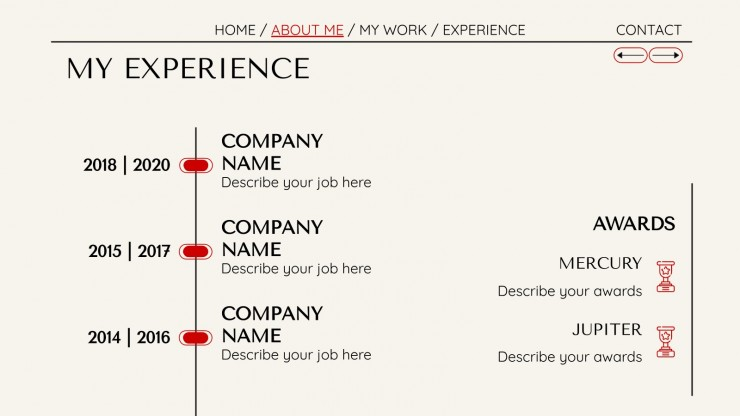 HOME / ABOUT ME / MY WORK / EXPERIENCE
CONTACT
MY EXPERIENCE
2018 | 2020
COMPANY
NAME
Describe your job here
2015 | 2017
COMPANY
NAME
Describe your job here
2014 | 2016
COMPANY
NAME
Describe your job here
AWARDS
MERCURY
Describe your awards
JUPITER
Describe your awards